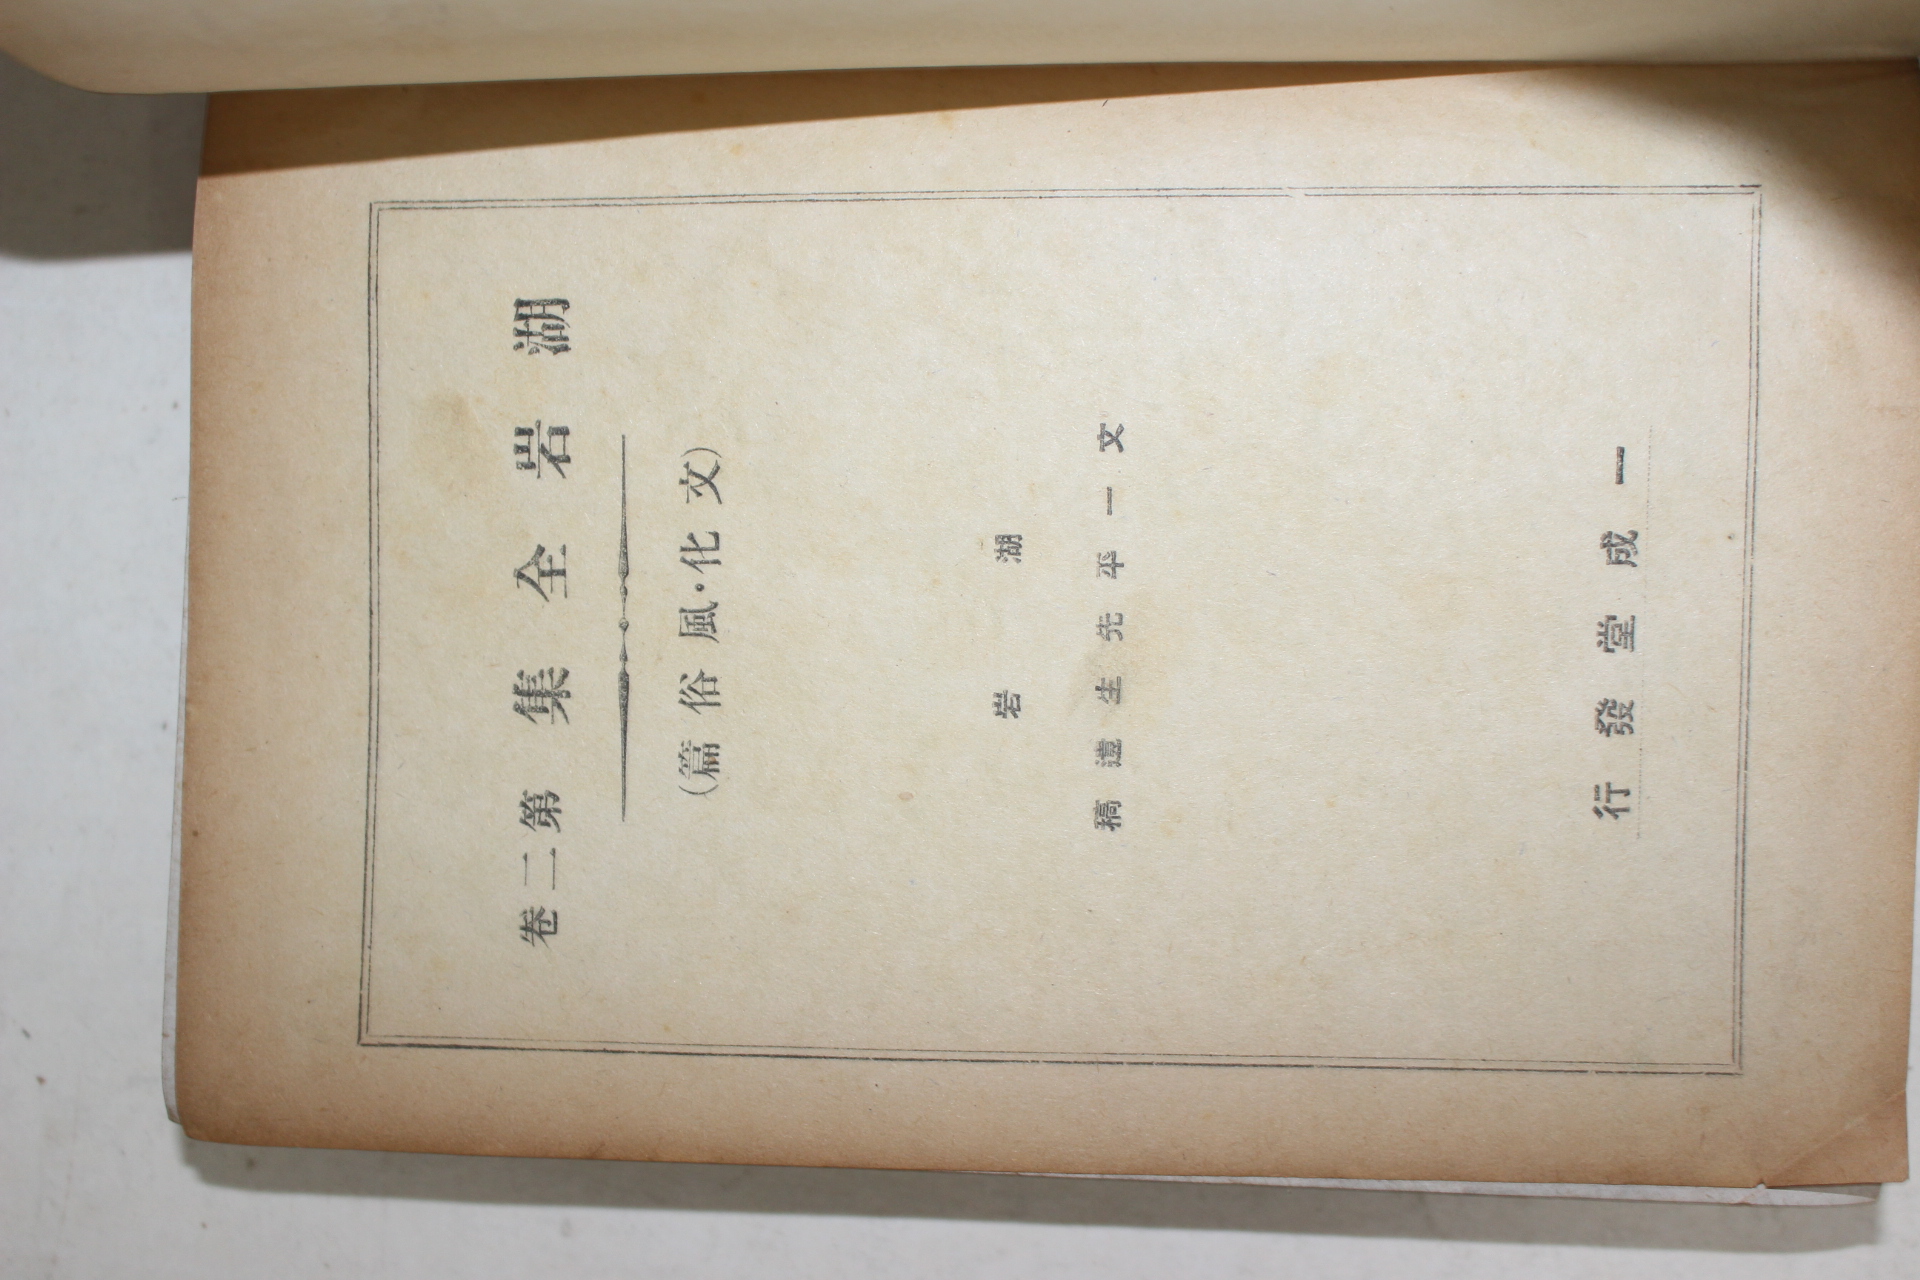 湖岩全集第二卷
(文化·風俗篇)
湖岩
文一平先生遺稿
一成堂發行